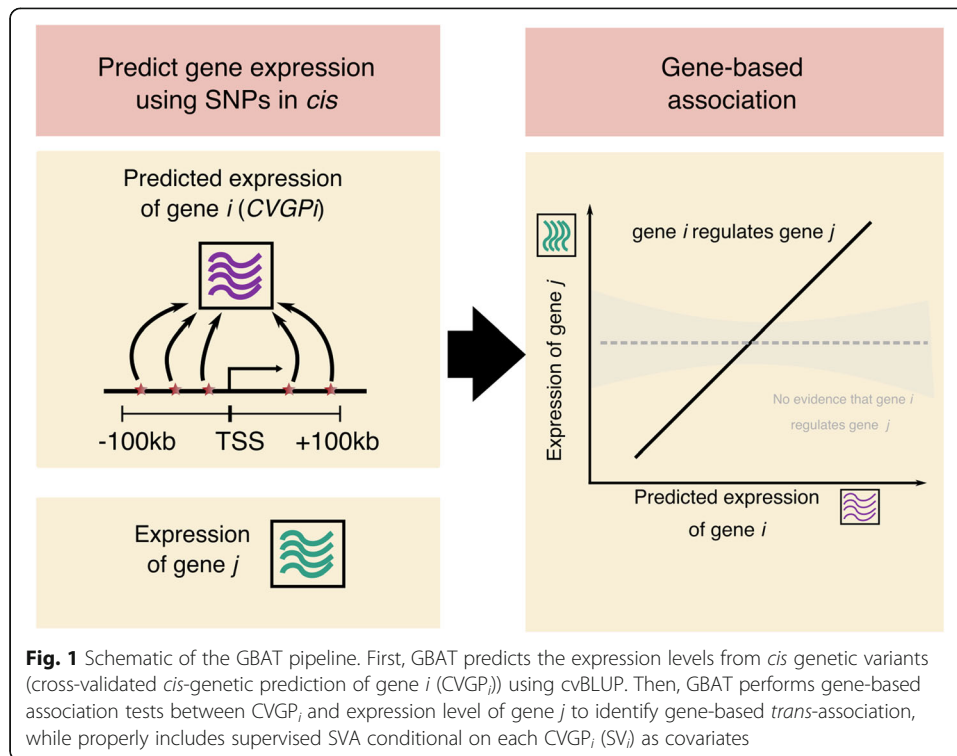 Predict gene expression
using SNPs in cis
Gene-based
association
Predicted expression
of gene i (CVGPi)
-100kb
TSS
+100kb
Expression
of gene j
Expression of gene j
gene i regulates gene j
No evidence that gene i
regulates gene j
Predicted expression
of gene i
Fig. 1 Schematic of the GBAT pipeline. First, GBAT predicts the expression levels from cis genetic variants
(cross-validated cis-genetic prediction of gene i (CVGPi)) using cvBLUP. Then, GBAT performs gene-based
association tests between CVGPi and expression level of gene j to identify gene-based trans-association,
while properly includes supervised SVA conditional on each CVGPi (SVi) as covariates